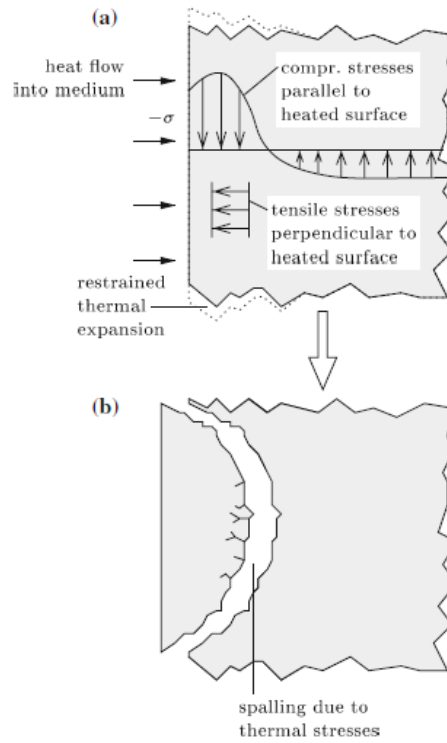 (a)
heat flow
into medium
compr. stresses
parallel to
heated surface
−σ
tensile stresses
perpendicular to
heated surface
restrained
thermal
expansion
(b)
spalling due to
thermal stresses